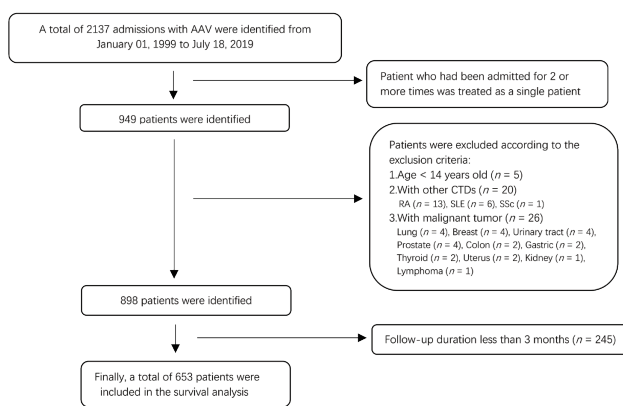 A total of 2137 admissions with AAV were identified from
January 01, 1999 to July 18, 2019
Patient who had been admitted for 2 or
more times was treated as a single patient
949 patients were identified
Patients were excluded according to the
exclusion criteria:
1.Age < 14 years old (n = 5)
2.With other CTDs (n = 20)
RA (n = 13), SLE (n = 6), SSc (n = 1)
3.With malignant tumor (n = 26)
Lung (n = 4), Breast (n = 4), Urinary tract (n = 4),
Prostate (n = 4), Colon (n = 2), Gastric (n = 2),
Thyroid (n = 2), Uterus (n = 2), Kidney (n = 1),
Lymphoma (n = 1)
898 patients were identified
Follow-up duration less than 3 months (n = 245)
Finally, a total of 653 patients were
included in the survival analysis